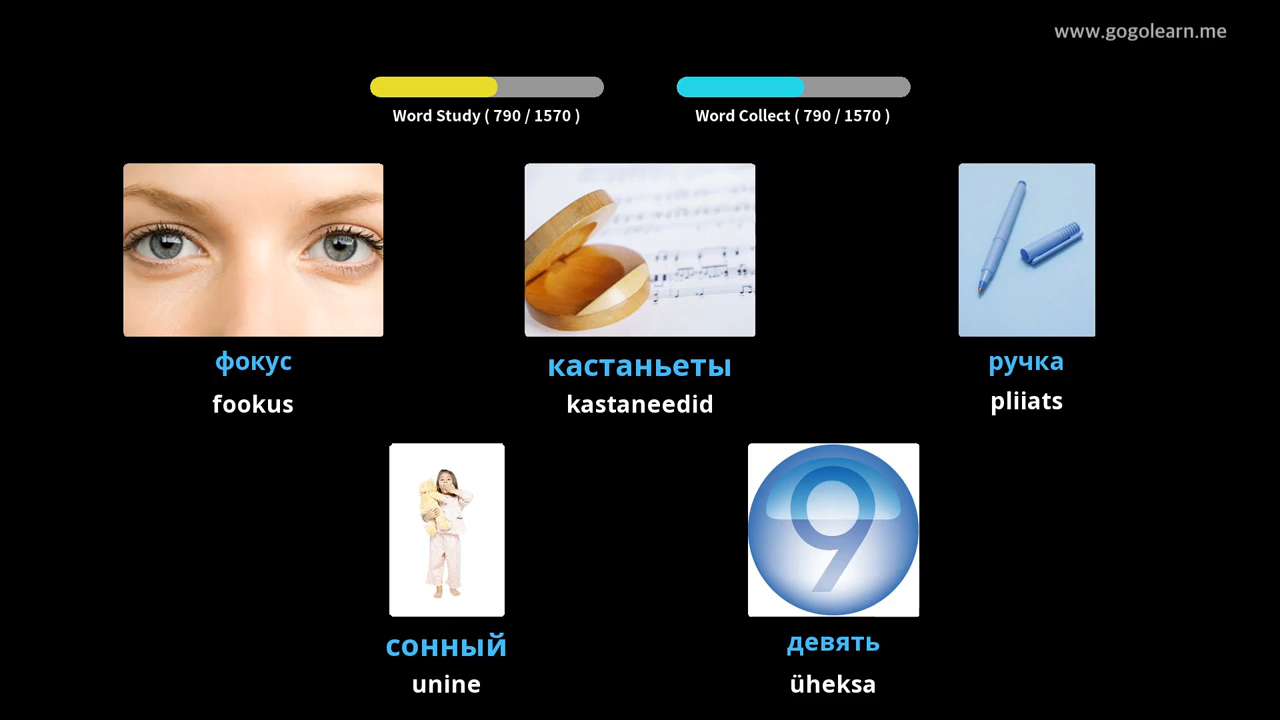 www.gogolearn.me
Word Study ( 790 / 1570 )
Word Collect ( 790 / 1570 )
фокус
fookus
кастаньеты
kastaneedid
ручка
pliiats
сонный
unine
9
девять
üheksa